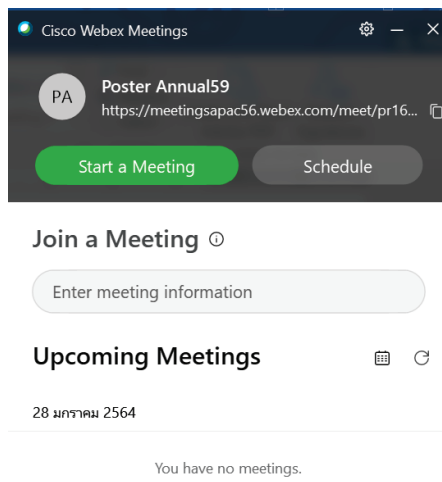 Cisco Webex Meetings
PA
Poster Annual59
https://meetingsapac56.webex.com/meet/pr16...
Start a Meeting
Schedule
Join a Meeting
Enter meeting information
Upcoming Meetings
28 มกราคม 2564
You have no meetings.